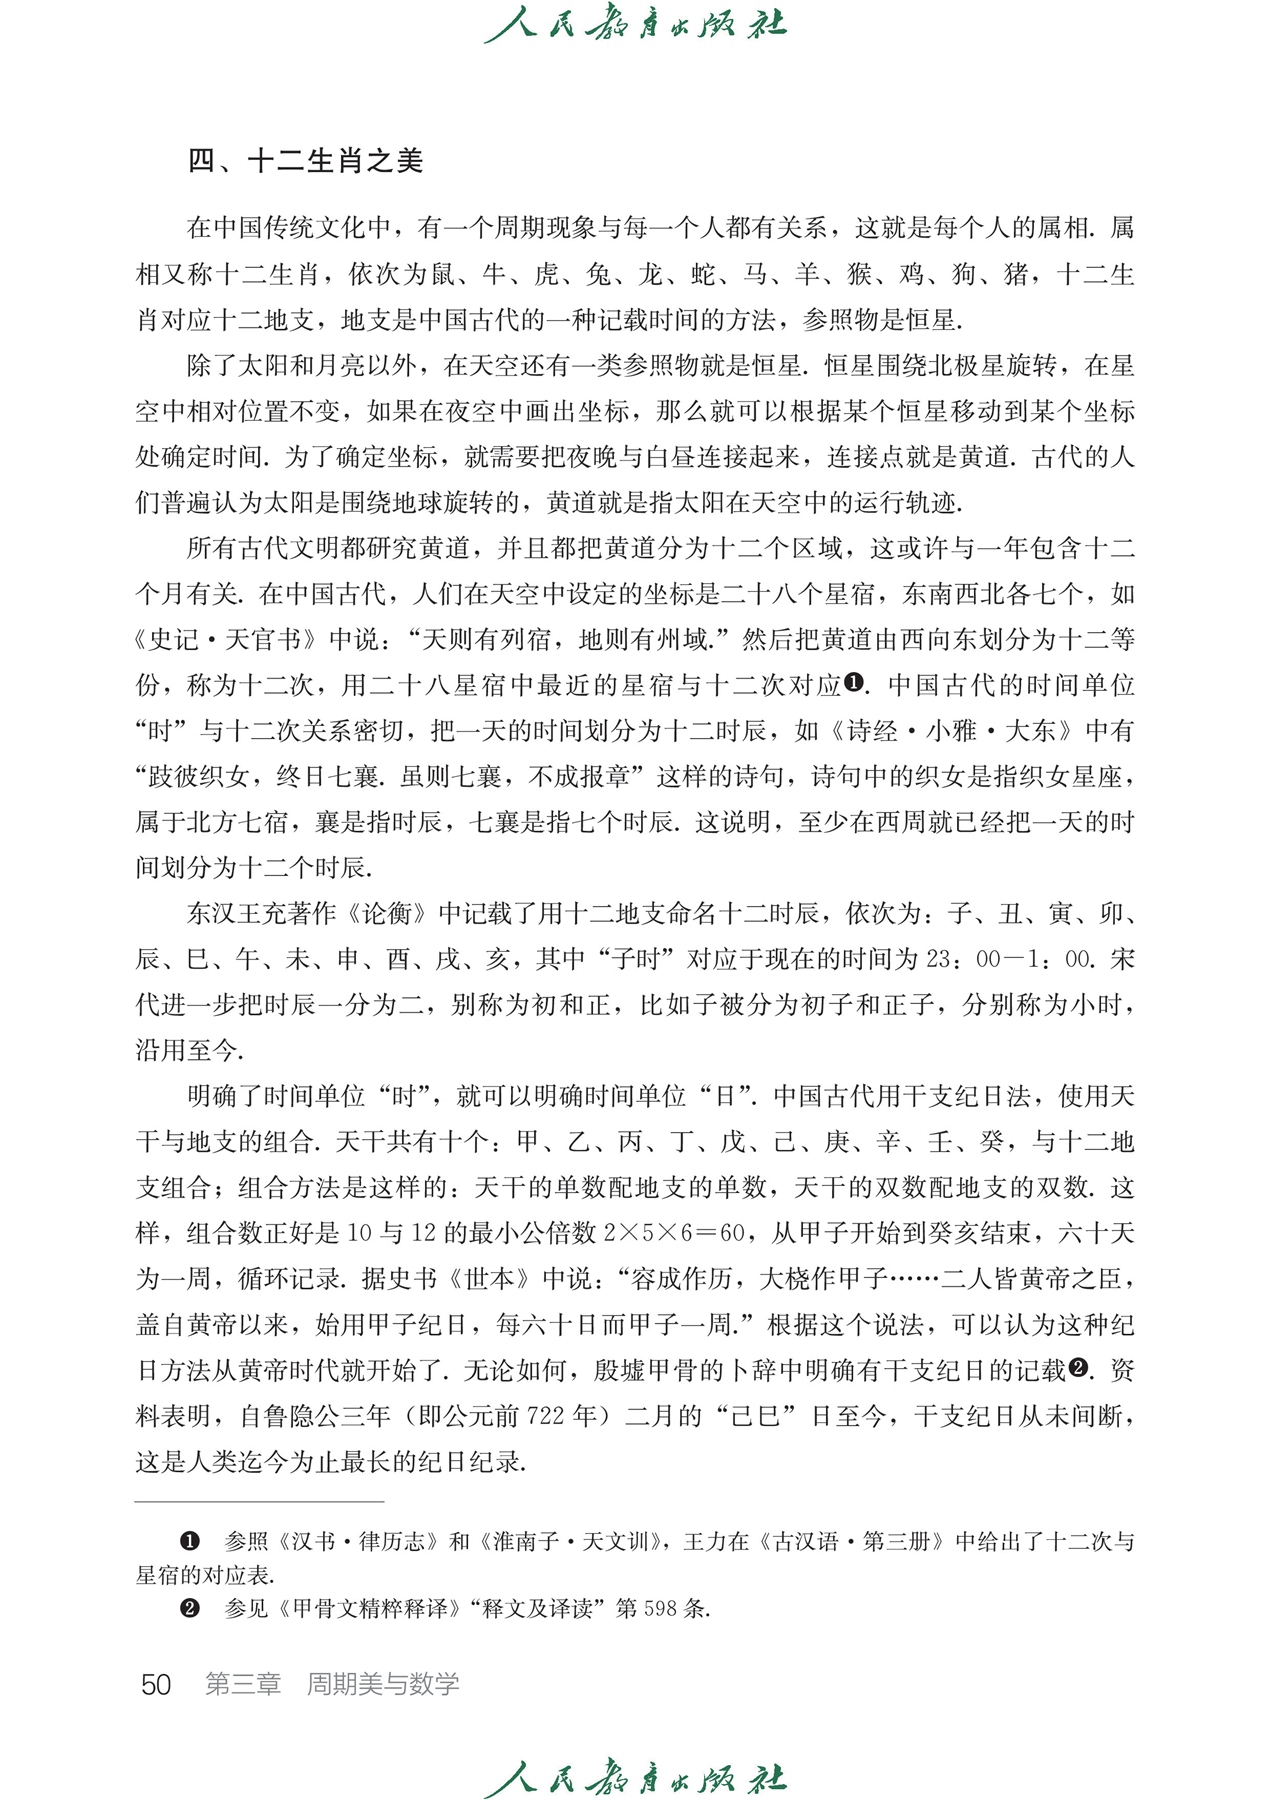 人民教育出版社
四、十二生肖之美
在中国传统文化中，有一个周期现象与每一个人都有关系，这就是每个人的属相. 属
相又称十二生肖，依次为鼠、牛、虎、兔、龙、蛇、马、羊、猴、鸡、狗、猪，十二生
肖对应十二地支，地支是中国古代的一种记载时间的方法，参照物是恒星.
除了太阳和月亮以外，在天空还有一类参照物就是恒星. 恒星围绕北极星旋转，在星
空中相对位置不变，如果在夜空中画出坐标，那么就可以根据某个恒星移动到某个坐标
处确定时间. 为了确定坐标，就需要把夜晚与白昼连接起来，连接点就是黄道. 古代的人
们普遍认为太阳是围绕地球旋转的，黄道就是指太阳在天空中的运行轨迹.
所有古代文明都研究黄道，并且都把黄道分为十二个区域，这或许与一年包含十二
个月有关. 在中国古代，人们在天空中设定的坐标是二十八个星宿，东南西北各七个，如
《史记·天官书》中说：“天则有列宿，地则有州域.”然后把黄道由西向东划分为十二等
份，称为十二次，用二十八星宿中最近的星宿与十二次对应❶. 中国古代的时间单位
“时”与十二次关系密切，把一天的时间划分为十二时辰，如《诗经·小雅·大东》中有
“跂彼织女，终日七襄. 虽则七襄，不成报章”这样的诗句，诗句中的织女是指织女星座，
属于北方七宿，襄是指时辰，七襄是指七个时辰. 这说明，至少在西周就已经把一天的时
间划分为十二个时辰.
东汉王充著作《论衡》中记载了用十二地支命名十二时辰，依次为：子、丑、寅、卯、
辰、巳、午、未、申、酉、戌、亥，其中“子时”对应于现在的时间为 23：00－1：00. 宋
代进一步把时辰一分为二，别称为初和正，比如子被分为初子和正子，分别称为小时，
沿用至今.
明确了时间单位“时”，就可以明确时间单位“日”. 中国古代用干支纪日法，使用天
干与地支的组合. 天干共有十个：甲、乙、丙、丁、戊、己、庚、辛、壬、癸，与十二地
支组合；组合方法是这样的：天干的单数配地支的单数，天干的双数配地支的双数. 这
样，组合数正好是 10 与 12 的最小公倍数 2×5×6＝60，从甲子开始到癸亥结束，六十天
为一周，循环记录. 据史书《世本》中说：“容成作历，大桡作甲子……二人皆黄帝之臣，
盖自黄帝以来，始用甲子纪日，每六十日而甲子一周.”根据这个说法，可以认为这种纪
日方法从黄帝时代就开始了. 无论如何，殷墟甲骨的卜辞中明确有干支纪日的记载❷. 资
料表明，自鲁隐公三年（即公元前 722 年）二月的“己巳”日至今，干支纪日从未间断，
这是人类迄今为止最长的纪日纪录.
❶ 参照《汉书·律历志》和《淮南子·天文训》，王力在《古汉语·第三册》中给出了十二次与
星宿的对应表.
❷ 参见《甲骨文精粹释译》“释文及译读”第 598 条.
50 第三章 周期美与数学
人民教育出版社